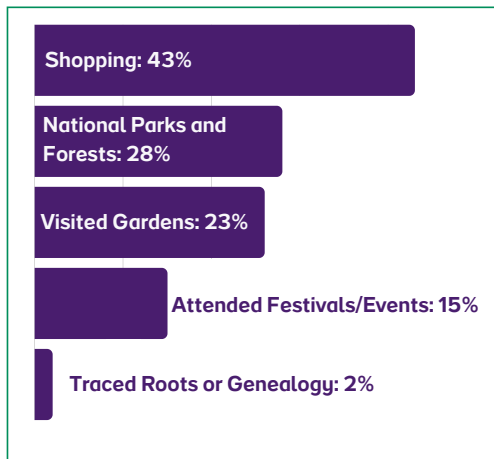 Shopping: 43%
National Parks and
Forests: 28%
Visited Gardens: 23%
Attended Festivals/Events: 15%
Traced Roots or Genealogy: 2%